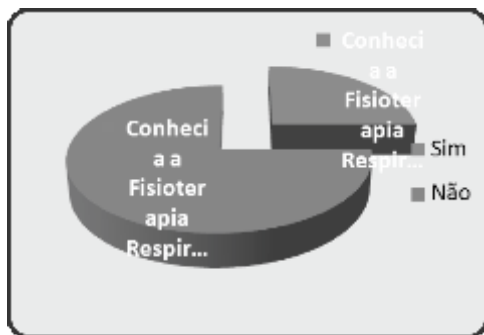 Conheci
a a
Fisioter
apia
Respir...
Conheci
a a
Fisioter
apia
Respir...
Sim
Não